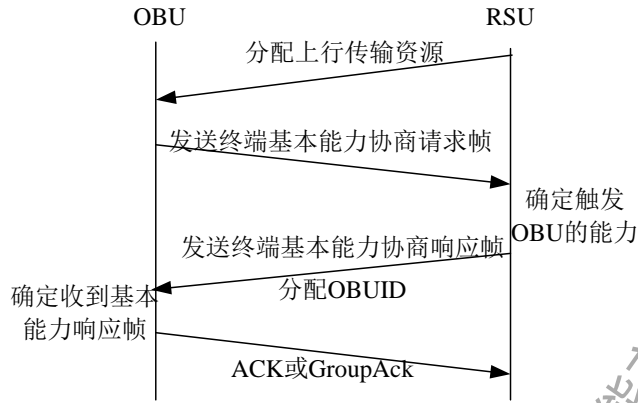 OBU
RSU
分配上行传输资源
发送终端基本能力协商请求帧
确定触发
OBU的能力
发送终端基本能力协商响应帧
分配OBUID
确定收到基本
能力响应帧
ACK或GroupAck